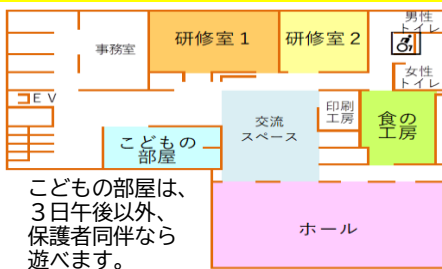 男性
トイレ
事務室
研修室１
研修室２
女性
トイレ
ＥＶ
交流
スペース
印刷
工房
食の
工房
こどもの
部屋
こどもの部屋は、
３日午後以外、
保護者同伴なら
遊べます。
ホール